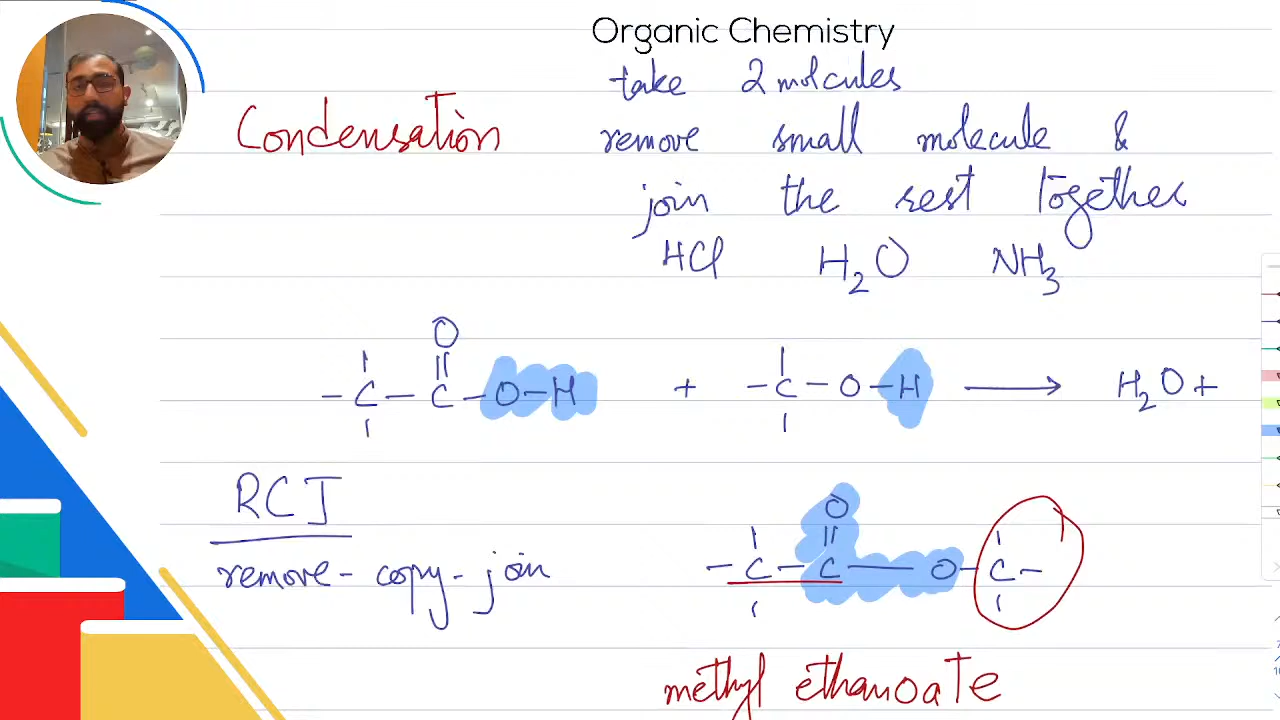 Organic Chemistry
take 2 molcules
Condensation
remove small molecule &
join the rest together
HCl H2O NH3
O
C C O H + C O H → H2O +
RCJ
remove - copy - join
O
C C O C
methyl ethanoate